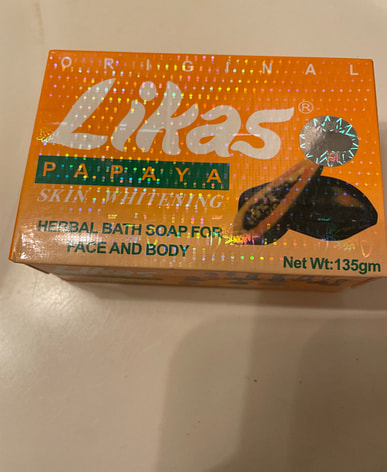 ORIGINAL
Likas®
PAPAYA
SKIN WHITENING
HERBAL BATH SOAP FOR
FACE AND BODY
Net Wt:135gm